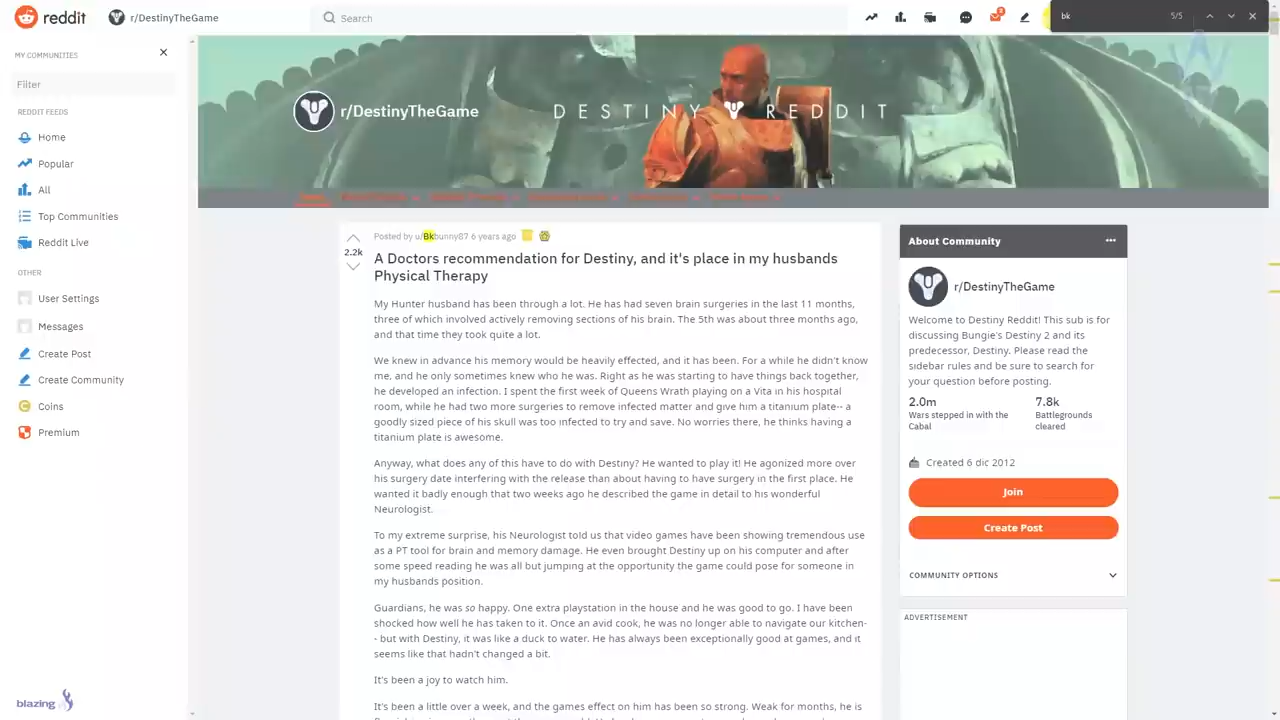 reddit
r/DestinyTheGame
Search
2
bk
5/5
MY COMMUNITIES
Filter
REDDIT FEEDS
Home
Popular
All
Top Communities
Reddit Live
OTHER
User Settings
Messages
Create Post
Create Community
Coins
Premium
blazing
r/DestinyTheGame
DESTINY REDDIT
Posted by u/Bkbunny87 6 years ago
2.2k
A Doctors recommendation for Destiny, and it's place in my husbands
Physical Therapy
My Hunter husband has been through a lot. He has had seven brain surgeries in the last 11 months,
three of which involved actively removing sections of his brain. The 5th was about three months ago,
and that time they took quite a lot.
We knew in advance his memory would be heavily effected, and it has been. For a while he didn't know
me, and he only sometimes knew who he was. Right as he was starting to have things back together,
he developed an infection. I spent the first week of Queens Wrath playing on a Vita in his hospital
room, while he had two more surgeries to remove infected matter and give him a titanium plate-- a
goodly sized piece of his skull was too infected to try and save. No worries there, he thinks having a
titanium plate is awesome.
Anyway, what does any of this have to do with Destiny? He wanted to play it! He agonized more over
his surgery date interfering with the release than about having to have surgery in the first place. He
wanted it badly enough that two weeks ago he described the game in detail to his wonderful
Neurologist.
To my extreme surprise, his Neurologist told us that video games have been showing tremendous use
as a PT tool for brain and memory damage. He even brought Destiny up on his computer and after
some speed reading he was all but jumping at the opportunity the game could pose for someone in
my husbands position.
Guardians, he was so happy. One extra playstation in the house and he was good to go. I have been
shocked how well he has taken to it. Once an avid cook, he was no longer able to navigate our kitchen-
- but with Destiny, it was like a duck to water. He has always been exceptionally good at games, and it
seems like that hadn't changed a bit.
It's been a joy to watch him.
It's been a little over a week, and the games effect on him has been so strong. Weak for months, he is
About Community
r/DestinyTheGame
Welcome to Destiny Reddit! This sub is for
discussing Bungie's Destiny 2 and its
predecessor, Destiny. Please read the
sidebar rules and be sure to search for
your question before posting.
2.0m 7.8k
Wars stepped in with the Cabal
Battlegrounds cleared
Created 6 dic 2012
Join
Create Post
COMMUNITY OPTIONS
ADVERTISEMENT